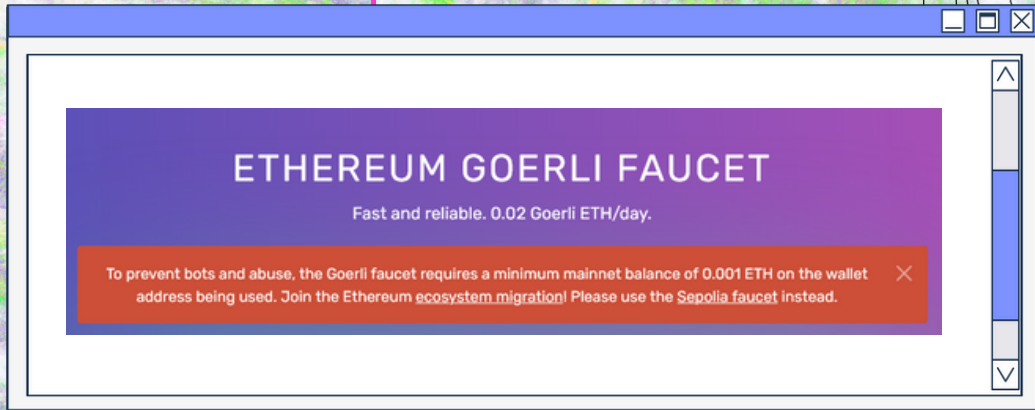 ETHEREUM GOERLI FAUCET
Fast and reliable. 0.02 Goerli ETH/day.
To prevent bots and abuse, the Goerli faucet requires a minimum mainnet balance of 0.001 ETH on the wallet
address being used. Join the Ethereum ecosystem migration! Please use the Sepolia faucet instead.